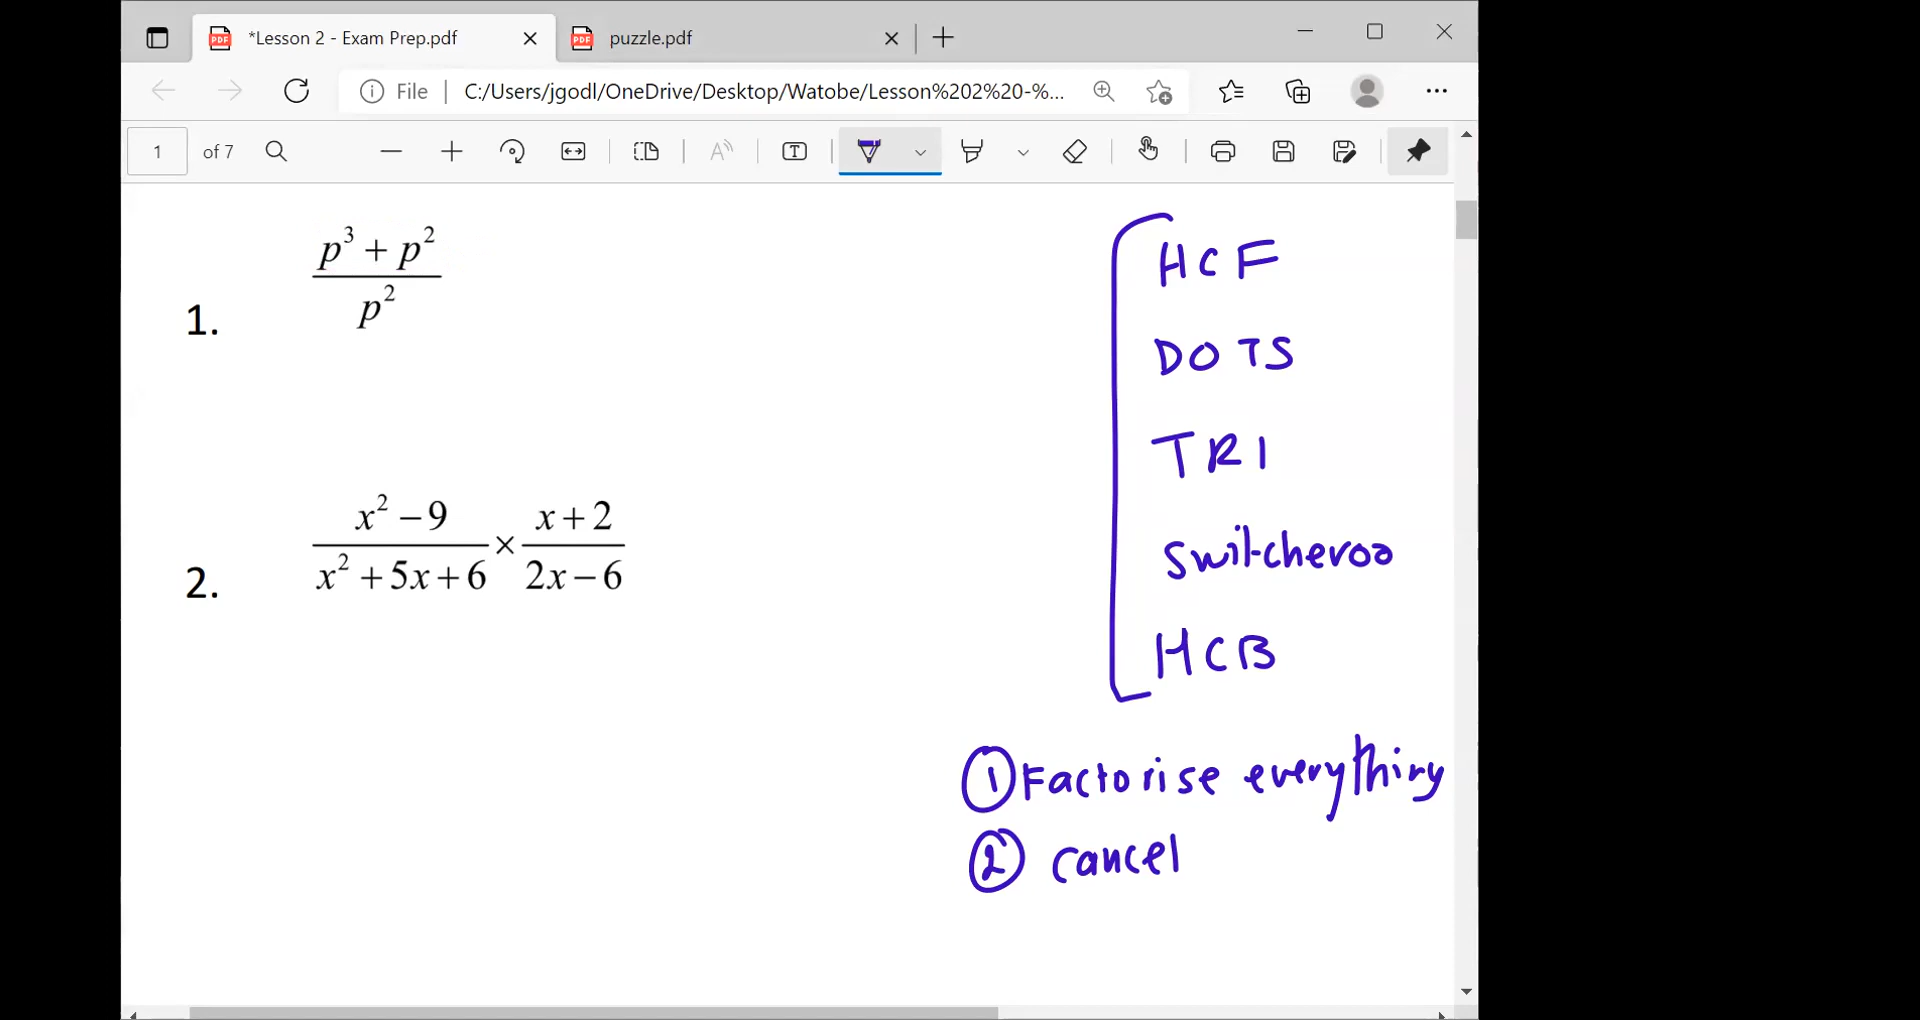 *Lesson 2 - Exam Prep.pdf
puzzle.pdf
File
C:/Users/jgodl/OneDrive/Desktop/Watobe/Lesson%202%20-%...
1 of 7
1. (p³ + p²) / p²
2. (x² − 9) / (x² + 5x + 6) × (x + 2) / (2x − 6)
HCF
DOTS
TRI
Switcheroo
HCB
① Factorise everything
② cancel